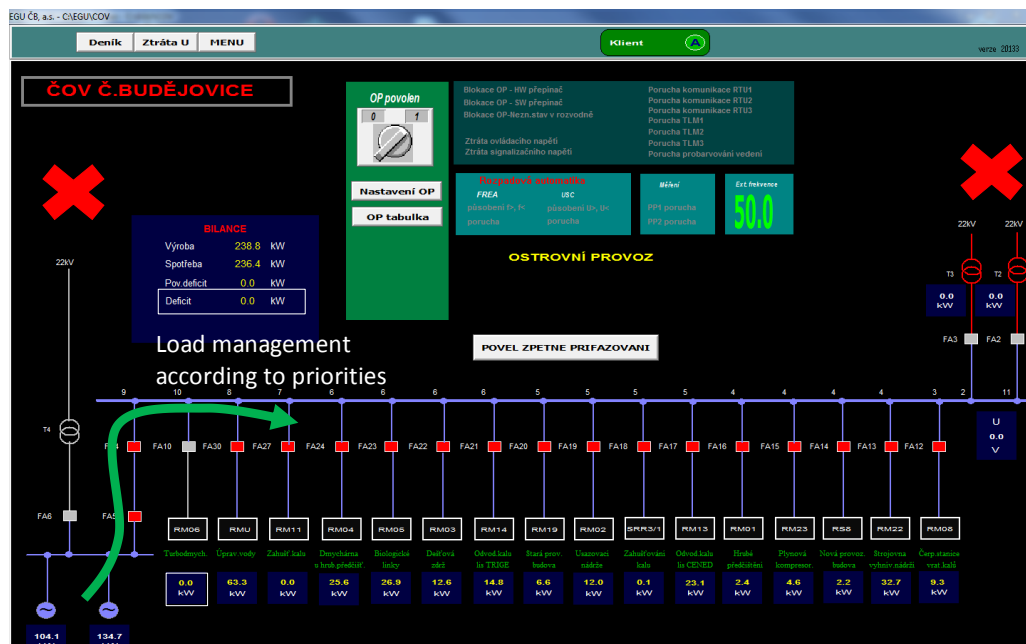 EGU ČB, a.s. - C:\EGU\COV
Deník Ztráta U MENU
Klient A
verze 20133
ČOV Č.BUDĚJOVICE
OP povolen
0 1
Nastavení OP
OP tabulka
Blokace OP - HW přepínač
Blokace OP - SW přepínač
Blokace OP-Nezn.stav v rozvodně
Ztráta ovládacího napětí
Ztráta signalizačního napětí
Porucha komunikace RTU1
Porucha komunikace RTU2
Porucha komunikace RTU3
Porucha TLM1
Porucha TLM2
Porucha TLM3
Porucha probarvování vedení
FREA USC
působení f>, f< působení U>, U<
porucha porucha
Měření
PP1 porucha
PP2 porucha
Ext. frekvence
50.0
BILANCE
Výroba 238.8 kW
Spotřeba 236.4 kW
Pov.deficit 0.0 kW
Deficit 0.0 kW
OSTROVNÍ PROVOZ
22kV
22kV 22kV
T3 T2
0.0 kW
0.0 kW
FA3 FA2
Load management
according to priorities
POVEL ZPETNE PRIFAZOVANI
9 10 8 7 6 6 6 6 5 5 5 4 4 4 4 3 2 11
T4
U
0.0
V
FA10 FA30 FA27 FA24 FA23 FA22 FA21 FA20 FA19 FA18 FA17 FA16 FA15 FA14 FA13 FA12
FA6
RM06 RMU RM11 RM04 RM05 RM03 RM14 RM19 RM02 SRR3/1 RM13 RM01 RM23 RS8 RM22 RM08
Turbodmych. Úprav.vody Zahušť.kalu Dmychárna Biologické Dešťová Odvod.kalu Stará prov. Usazovací Zahušťování Odvod.kalu Hrubé Plynová Nová provoz. Strojovna Čerp.stanice
u hrub.předčišť. linky zdrž lis TRIGE budova nádrže kalu lis CENED předčištění kompresor. budova vyhniv.nádrží vrat.kalů
0.0 63.3 0.0 25.6 26.9 12.6 14.8 6.6 12.0 0.1 23.1 2.4 4.6 2.2 32.7 9.3
kW kW kW kW kW kW kW kW kW kW kW kW kW kW kW kW
104.1 134.7